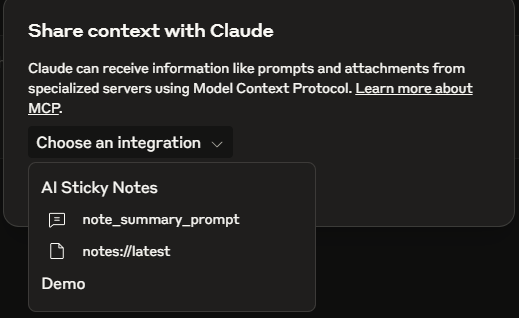 Share context with Claude
Claude can receive information like prompts and attachments from
specialized servers using Model Context Protocol. Learn more about
MCP.
Choose an integration
AI Sticky Notes
note_summary_prompt
notes://latest
Demo